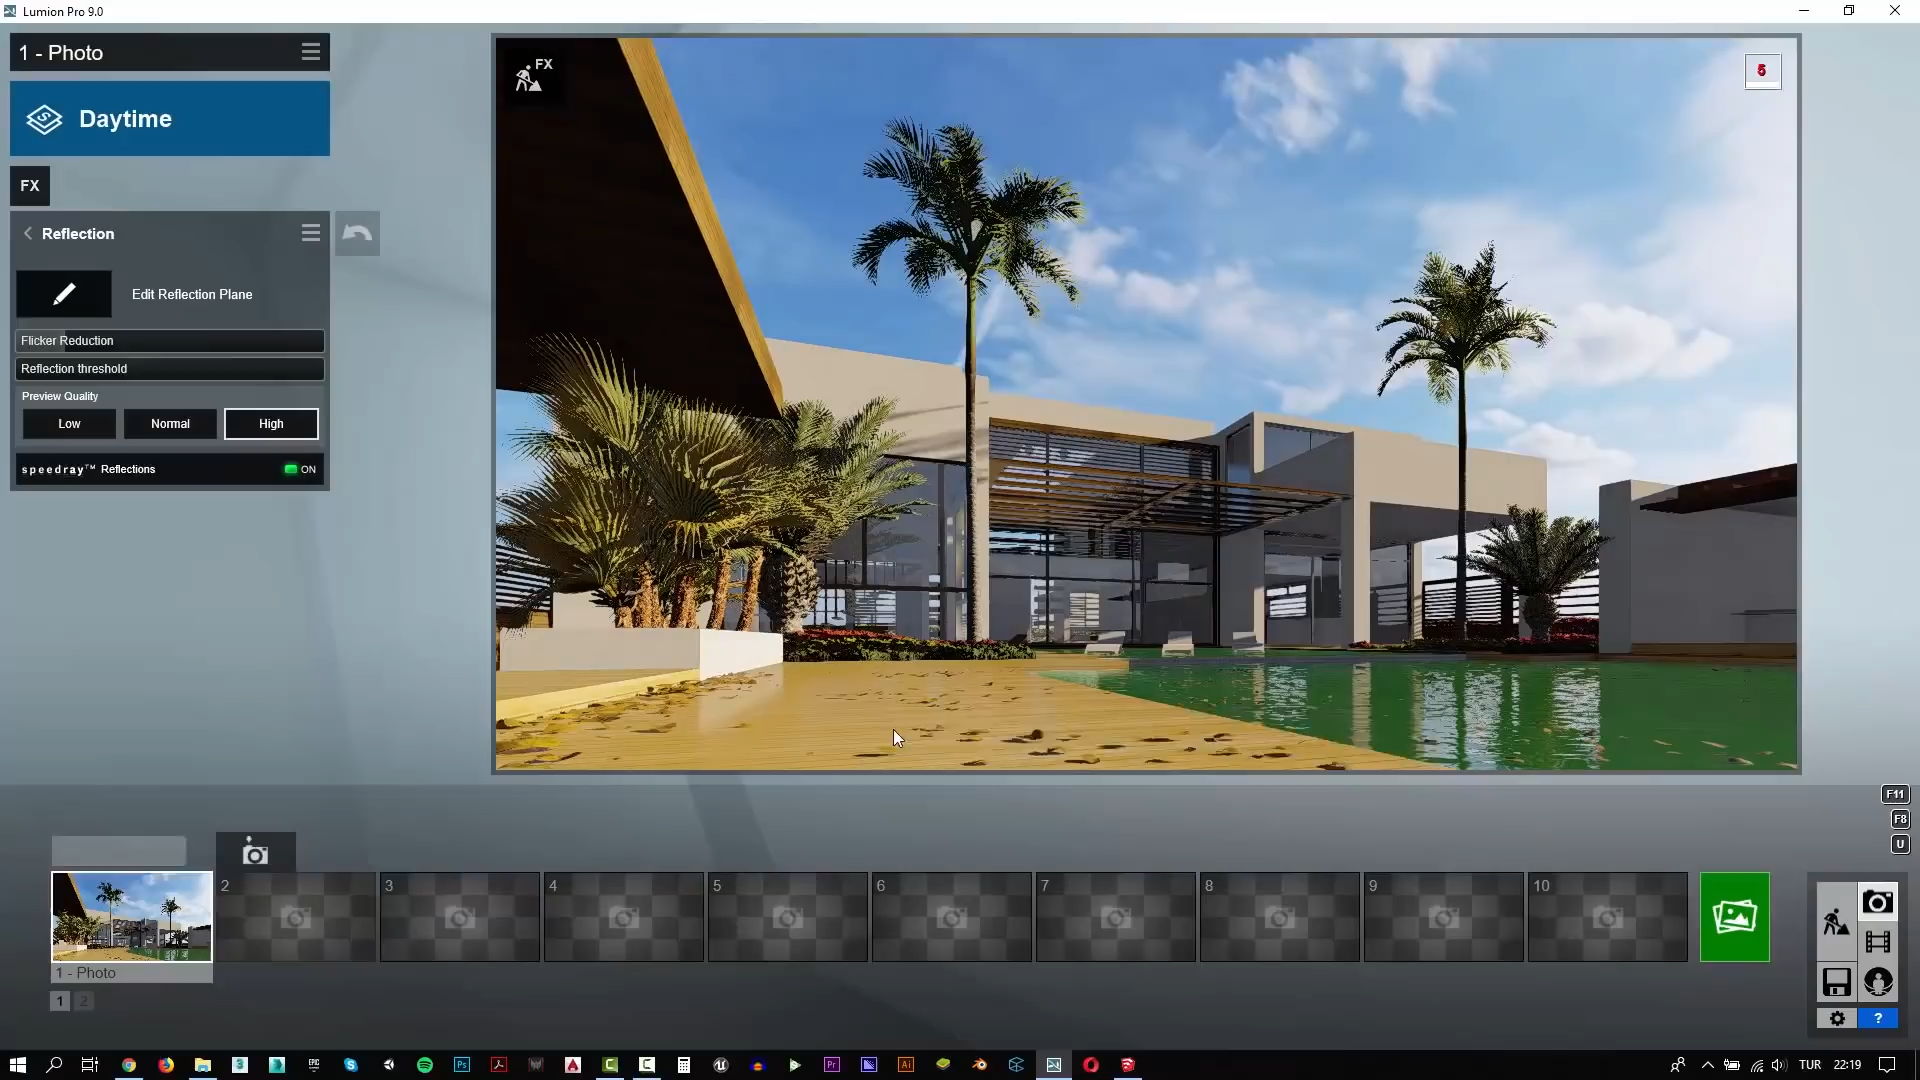 Lumion Pro 9.0
1 - Photo
Daytime
FX
Reflection
Edit Reflection Plane
Flicker Reduction
Reflection threshold
Preview Quality
Low
Normal
High
speedray™ Reflections
ON
FX
5
F11
F8
U
2
3
4
5
6
7
8
9
10
1 - Photo
1
2
?
TUR
22:19